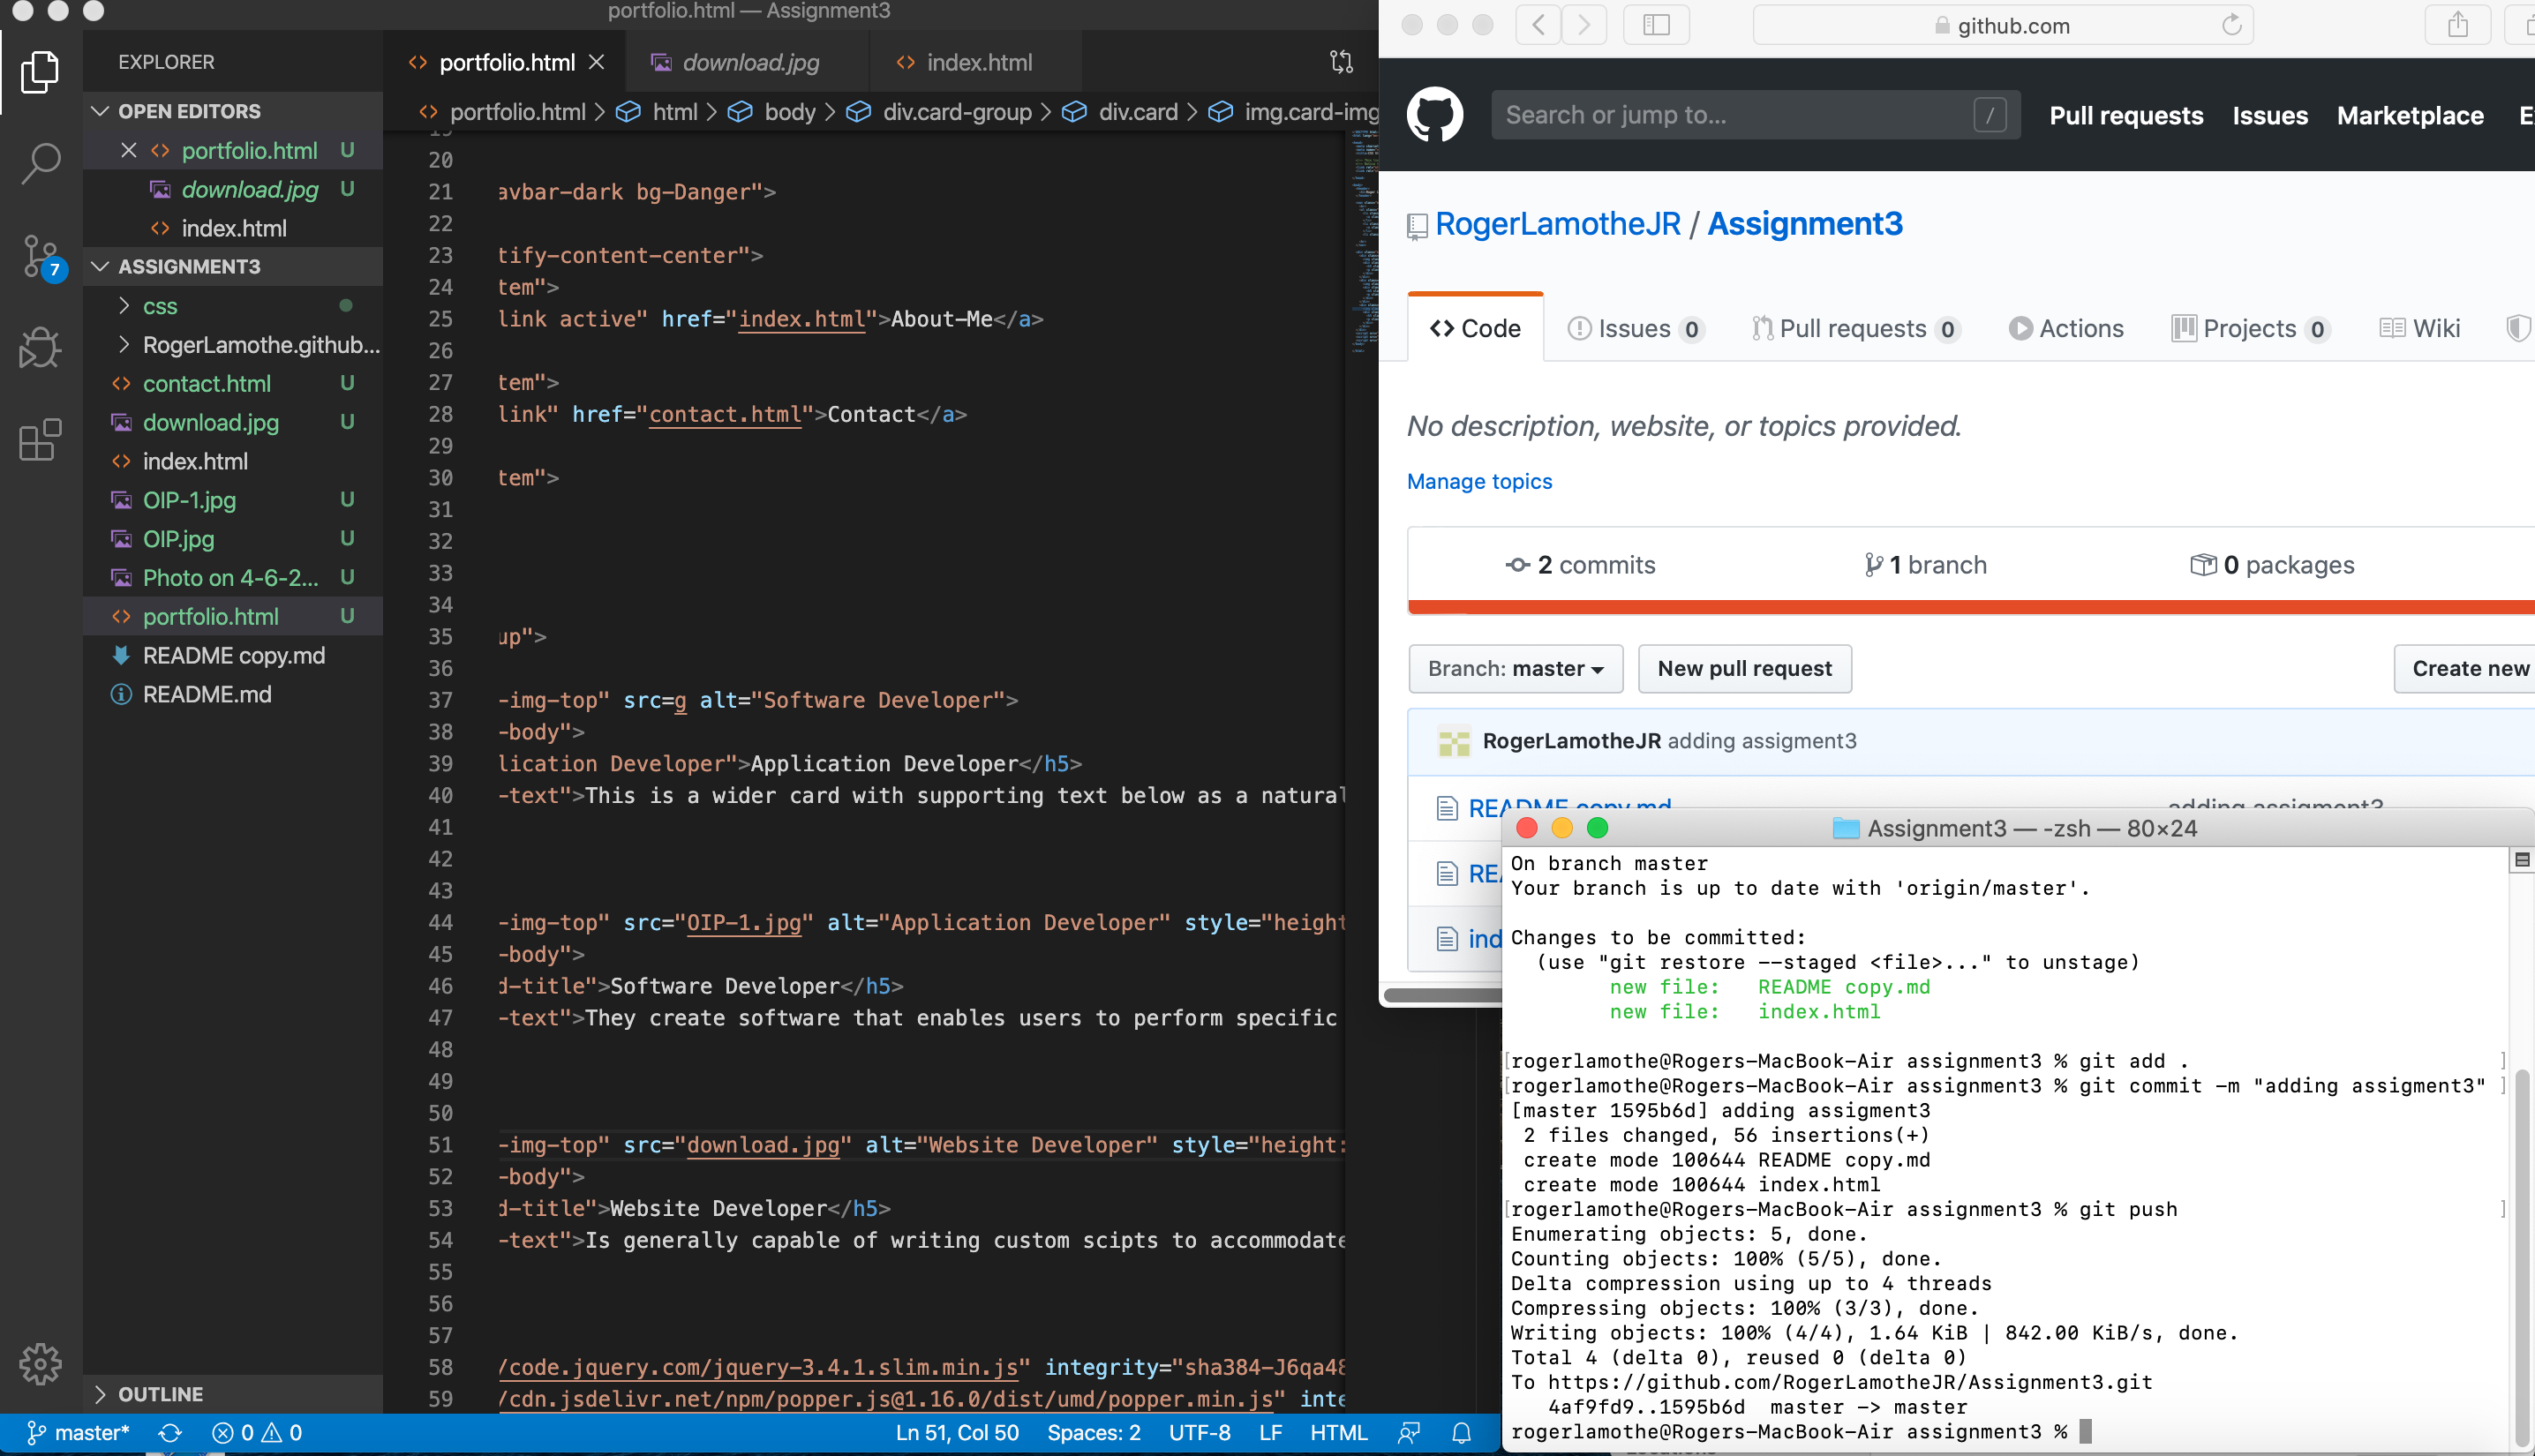 portfolio.html — Assignment3
EXPLORER
OPEN EDITORS
portfolio.html U
download.jpg U
index.html
7
ASSIGNMENT3
css
RogerLamothe.github...
contact.html U
download.jpg U
index.html
OIP-1.jpg U
OIP.jpg U
Photo on 4-6-2... U
portfolio.html U
README copy.md
README.md
OUTLINE
portfolio.html
download.jpg
index.html
portfolio.html > html > body > div.card-group > div.card > img.card-img
19
20
21 avbar-dark bg-Danger">
22
23 tify-content-center">
24 tem">
25 link active" href="index.html">About-Me</a>
26
27 tem">
28 link" href="contact.html">Contact</a>
29
30 tem">
31
32
33
34
35 up">
36
37 -img-top" src=g alt="Software Developer">
38 -body">
39 lication Developer">Application Developer</h5>
40 -text">This is a wider card with supporting text below as a natural
41
42
43
44 -img-top" src="OIP-1.jpg" alt="Application Developer" style="height
45 -body">
46 d-title">Software Developer</h5>
47 -text">They create software that enables users to perform specific
48
49
50
51 -img-top" src="download.jpg" alt="Website Developer" style="height:
52 -body">
53 d-title">Website Developer</h5>
54 -text">Is generally capable of writing custom scipts to accommodate
55
56
57
58 /code.jquery.com/jquery-3.4.1.slim.min.js" integrity="sha384-J6qa48
59 /cdn.jsdelivr.net/npm/popper.js@1.16.0/dist/umd/popper.min.js" inte
master* 0 0 Ln 51, Col 50 Spaces: 2 UTF-8 LF HTML
github.com
Search or jump to... /
Pull requests Issues Marketplace E
RogerLamotheJR / Assignment3
Code Issues 0 Pull requests 0 Actions Projects 0 Wiki
No description, website, or topics provided.
Manage topics
2 commits 1 branch 0 packages
Branch: master New pull request Create new
RogerLamotheJR adding assigment3
README copy.md adding assigment3
RE
ind
Assignment3 — -zsh — 80×24
On branch master
Your branch is up to date with 'origin/master'.
Changes to be committed:
(use "git restore --staged <file>..." to unstage)
new file: README copy.md
new file: index.html
[rogerlamothe@Rogers-MacBook-Air assignment3 % git add . ]
[rogerlamothe@Rogers-MacBook-Air assignment3 % git commit -m "adding assigment3" ]
[master 1595b6d] adding assigment3
2 files changed, 56 insertions(+)
create mode 100644 README copy.md
create mode 100644 index.html
[rogerlamothe@Rogers-MacBook-Air assignment3 % git push ]
Enumerating objects: 5, done.
Counting objects: 100% (5/5), done.
Delta compression using up to 4 threads
Compressing objects: 100% (3/3), done.
Writing objects: 100% (4/4), 1.64 KiB | 842.00 KiB/s, done.
Total 4 (delta 0), reused 0 (delta 0)
To https://github.com/RogerLamotheJR/Assignment3.git
4af9fd9..1595b6d master -> master
rogerlamothe@Rogers-MacBook-Air assignment3 %